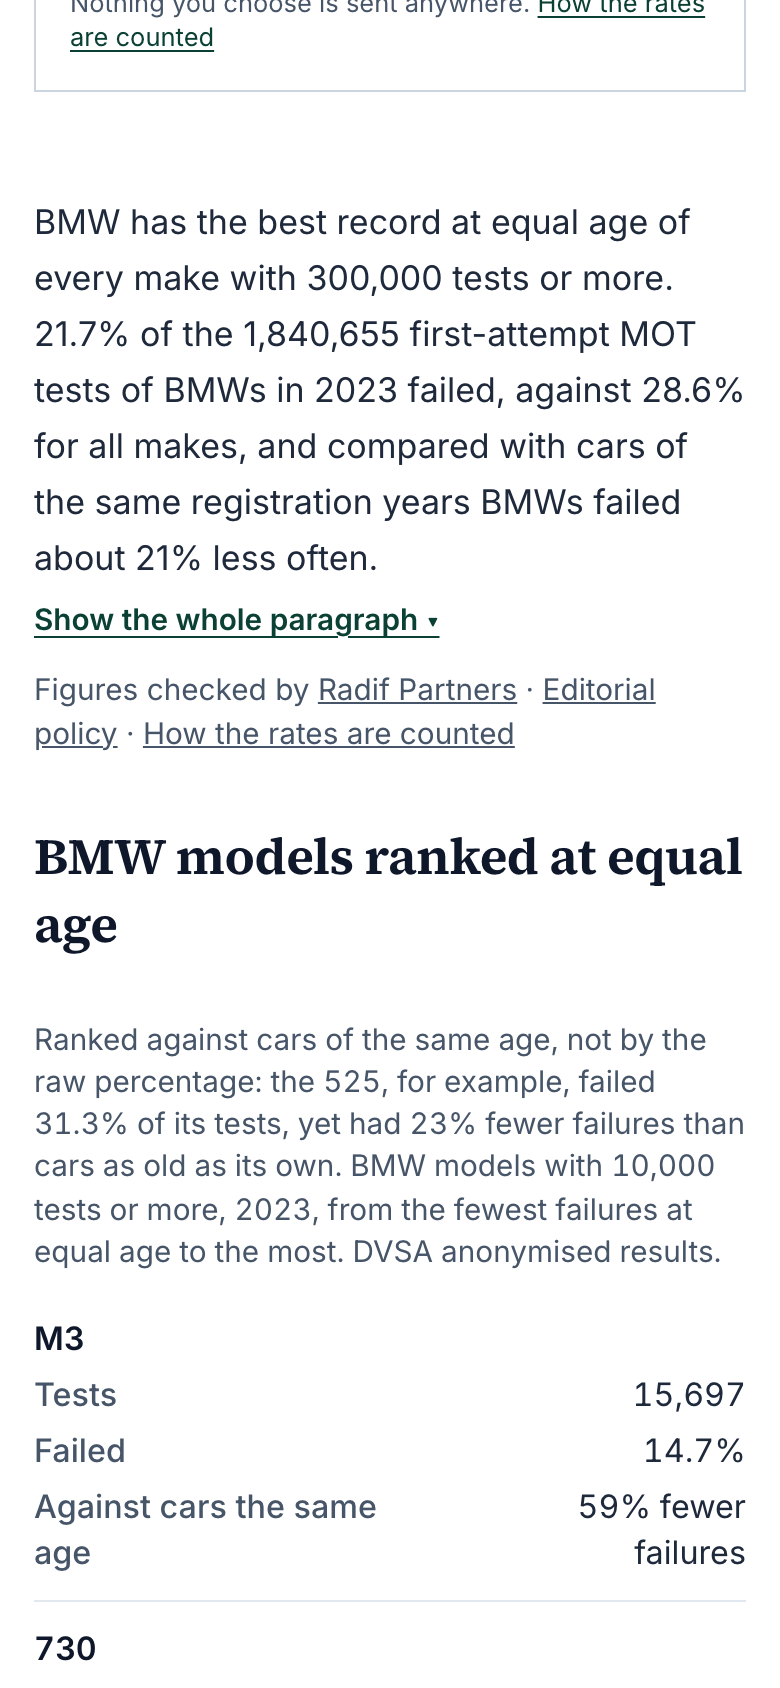 Nothing you choose is sent anywhere. How the rates
are counted
BMW has the best record at equal age of
every make with 300,000 tests or more.
21.7% of the 1,840,655 first-attempt MOT
tests of BMWs in 2023 failed, against 28.6%
for all makes, and compared with cars of
the same registration years BMWs failed
about 21% less often.
Show the whole paragraph ▾
Figures checked by Radif Partners · Editorial
policy · How the rates are counted
BMW models ranked at equal
age
Ranked against cars of the same age, not by the
raw percentage: the 525, for example, failed
31.3% of its tests, yet had 23% fewer failures than
cars as old as its own. BMW models with 10,000
tests or more, 2023, from the fewest failures at
equal age to the most. DVSA anonymised results.
M3
Tests 15,697
Failed 14.7%
Against cars the same 59% fewer
age failures
730